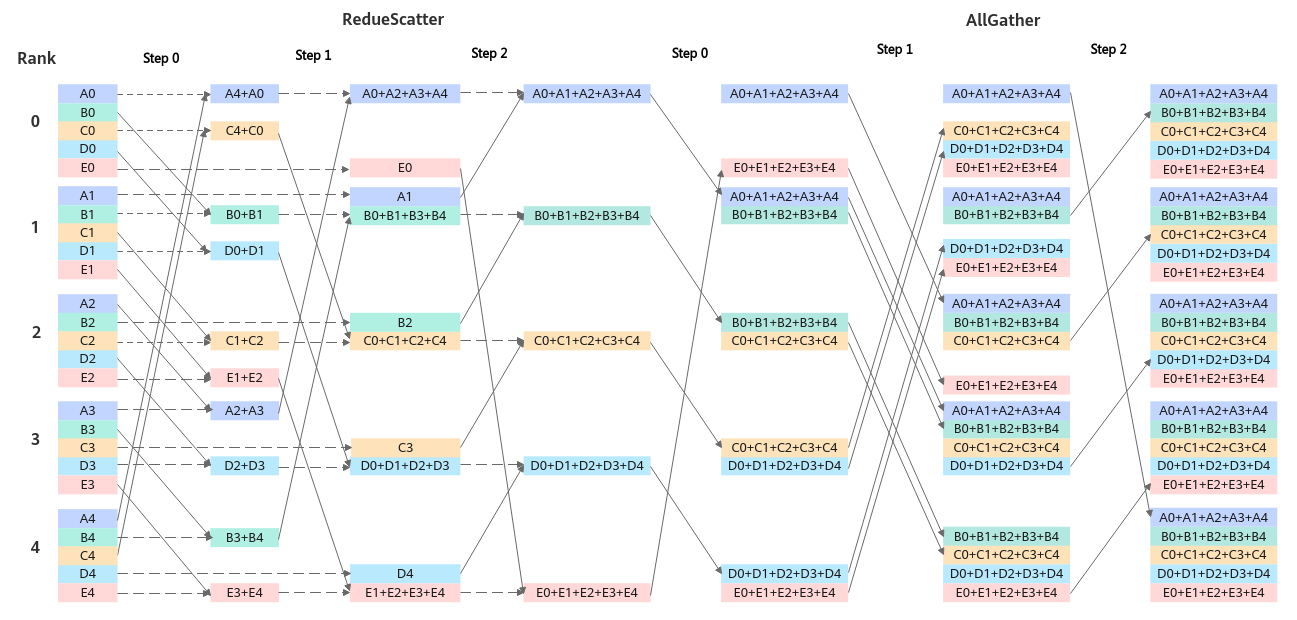 RedueScatter AllGather
Rank Step 0 Step 1 Step 2 Step 0 Step 1 Step 2
A0 A4+A0 A0+A2+A3+A4 A0+A1+A2+A3+A4 A0+A1+A2+A3+A4 A0+A1+A2+A3+A4 A0+A1+A2+A3+A4
B0 B0+B1+B2+B3+B4
0
C0 C4+C0 C0+C1+C2+C3+C4 C0+C1+C2+C3+C4
D0 D0+D1+D2+D3+D4 D0+D1+D2+D3+D4
E0 E0 E0+E1+E2+E3+E4 E0+E1+E2+E3+E4 E0+E1+E2+E3+E4
A1 A1 A0+A1+A2+A3+A4 A0+A1+A2+A3+A4 A0+A1+A2+A3+A4
B1 B0+B1 B0+B1+B3+B4 B0+B1+B2+B3+B4 B0+B1+B2+B3+B4 B0+B1+B2+B3+B4 B0+B1+B2+B3+B4
1
C1 C0+C1+C2+C3+C4
D1 D0+D1 D0+D1+D2+D3+D4 D0+D1+D2+D3+D4
E1 E0+E1+E2+E3+E4 E0+E1+E2+E3+E4
A2 A0+A1+A2+A3+A4 A0+A1+A2+A3+A4
B2 B2 B0+B1+B2+B3+B4 B0+B1+B2+B3+B4 B0+B1+B2+B3+B4
2
C2 C1+C2 C0+C1+C2+C4 C0+C1+C2+C3+C4 C0+C1+C2+C3+C4 C0+C1+C2+C3+C4 C0+C1+C2+C3+C4
D2 D0+D1+D2+D3+D4
E2 E1+E2 E0+E1+E2+E3+E4 E0+E1+E2+E3+E4
A3 A2+A3 A0+A1+A2+A3+A4 A0+A1+A2+A3+A4
B3 B0+B1+B2+B3+B4 B0+B1+B2+B3+B4
3
C3 C3 C0+C1+C2+C3+C4 C0+C1+C2+C3+C4 C0+C1+C2+C3+C4
D3 D2+D3 D0+D1+D2+D3 D0+D1+D2+D3+D4 D0+D1+D2+D3+D4 D0+D1+D2+D3+D4 D0+D1+D2+D3+D4
E3 E0+E1+E2+E3+E4
A4 A0+A1+A2+A3+A4
B4 B3+B4 B0+B1+B2+B3+B4 B0+B1+B2+B3+B4
4
C4 C0+C1+C2+C3+C4 C0+C1+C2+C3+C4
D4 D4 D0+D1+D2+D3+D4 D0+D1+D2+D3+D4 D0+D1+D2+D3+D4
E4 E3+E4 E1+E2+E3+E4 E0+E1+E2+E3+E4 E0+E1+E2+E3+E4 E0+E1+E2+E3+E4 E0+E1+E2+E3+E4